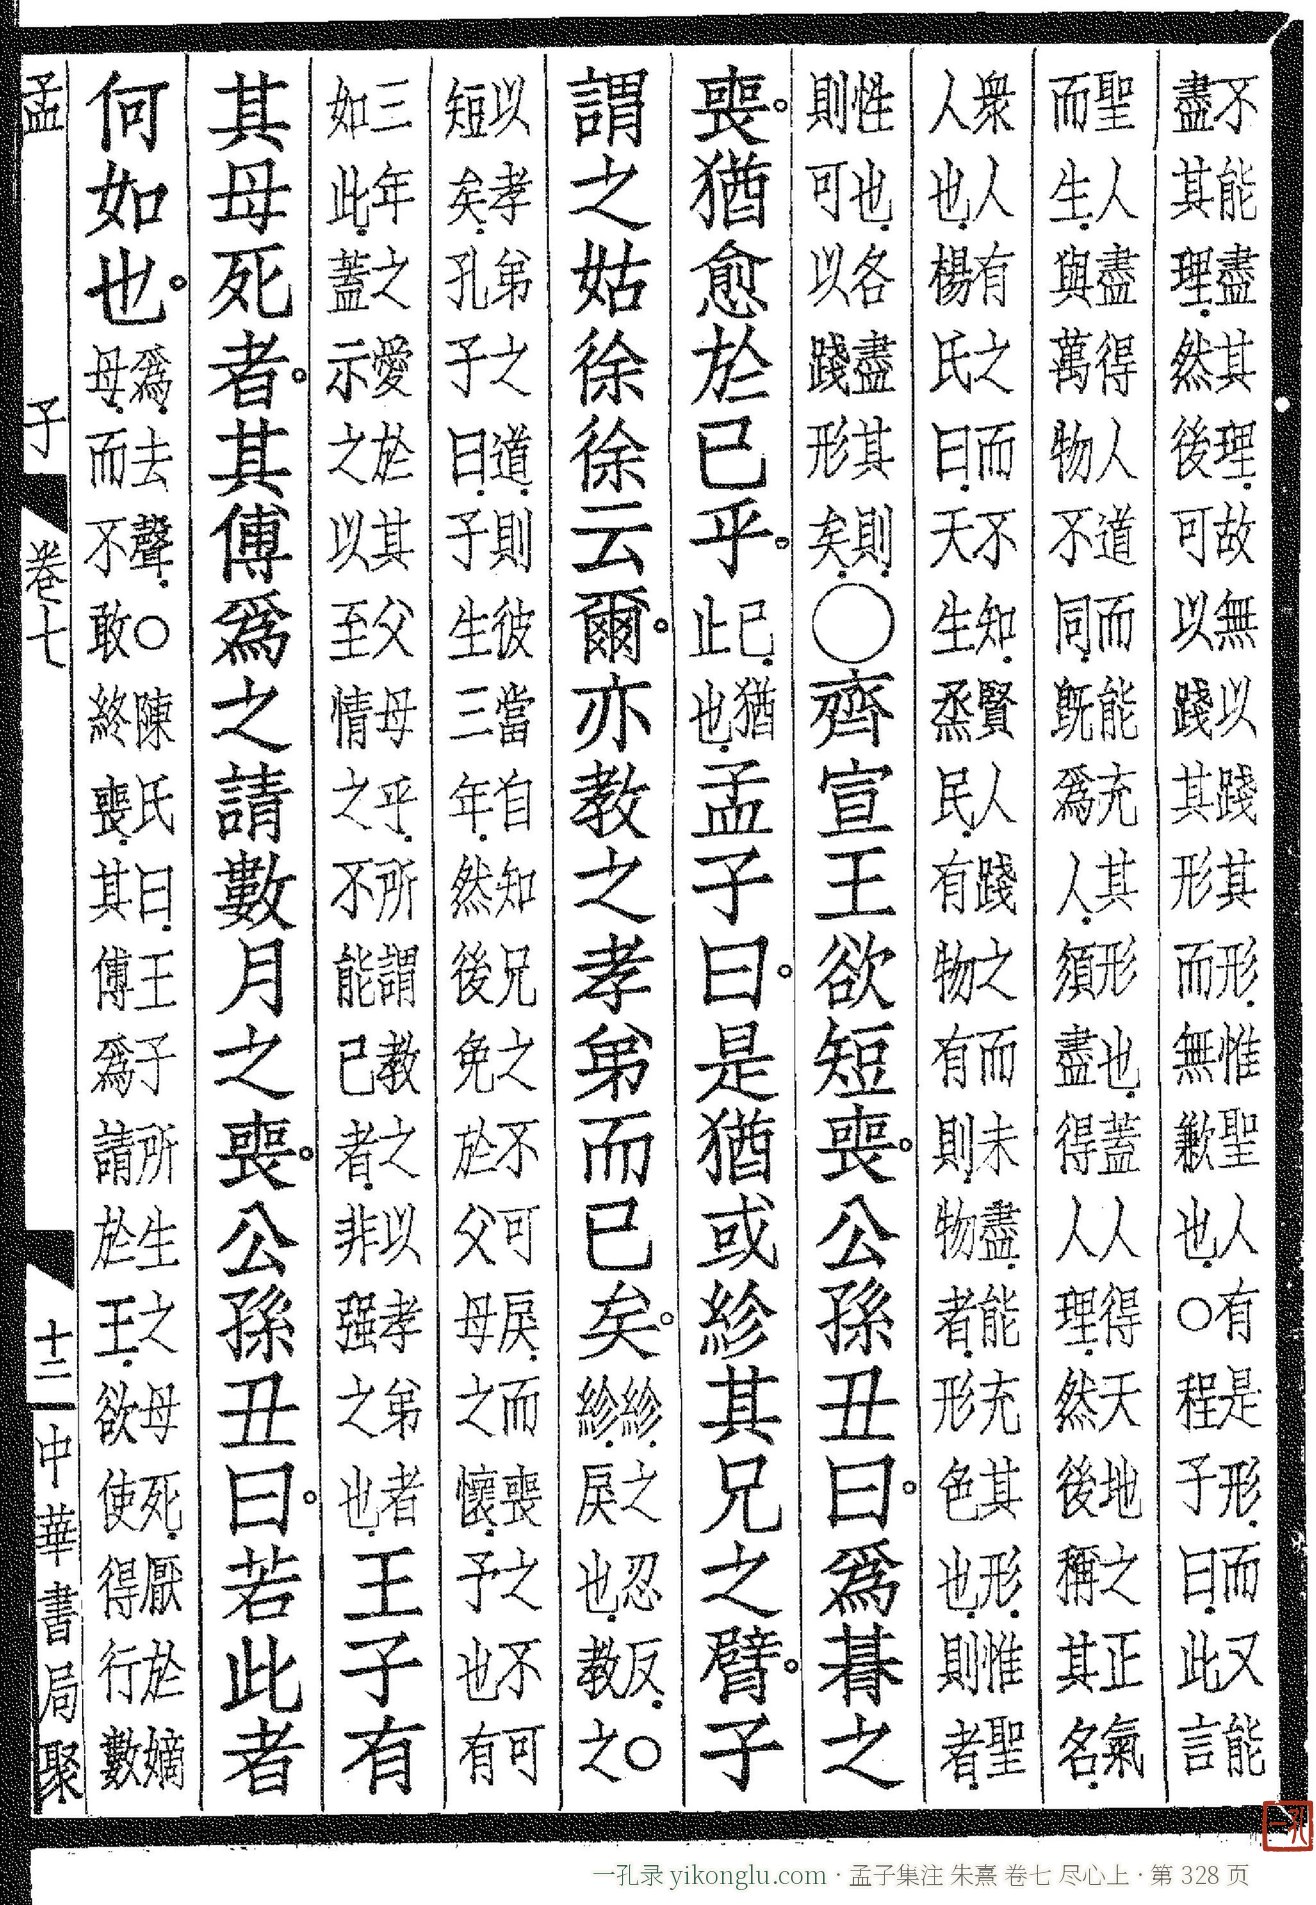 不能盡其理.故無以踐其形.惟聖人有是形.而又能
盡其理.然後可以踐其形而無歉也.○程子曰.此言
聖人盡得人道而能充其形也.蓋人得天地之正氣
而生.與萬物不同.旣爲人.須盡得人理.然後稱其名.
衆人有之而不知.賢人踐之而未盡.能充其形.惟聖
人也.楊氏曰.天生烝民.有物有則.物者.形色也.則者.
性也.各盡其則.
則可以踐形矣.
○齊宣王欲短喪。公孫丑曰。爲朞之
喪。猶愈於已乎。
已.猶
止也.
孟子曰。是猶或紾其兄之臂。子
謂之姑徐徐云爾。亦教之孝弟而已矣。
紾.之忍反.○
紾.戾也.教之
以孝弟之道.則彼當自知兄之不可戾.而喪之不可
短矣.孔子曰.子生三年.然後免於父母之懷.予也有
三年之愛於其父母乎.所謂教之以孝弟者
如此.蓋示之以至情之不能已者.非强之也.
王子有
其母死者。其傅爲之請數月之喪。公孫丑曰。若此者
何如也。
爲.去聲.○陳氏曰.王子所生之母死.厭於嫡
母.而不敢終喪.其傅爲請於王.欲使得行數
孟子 卷七 十二 中華書局聚
一孔
一孔录 yikonglu.com · 孟子集注 朱熹 卷七 尽心上 · 第 328 页